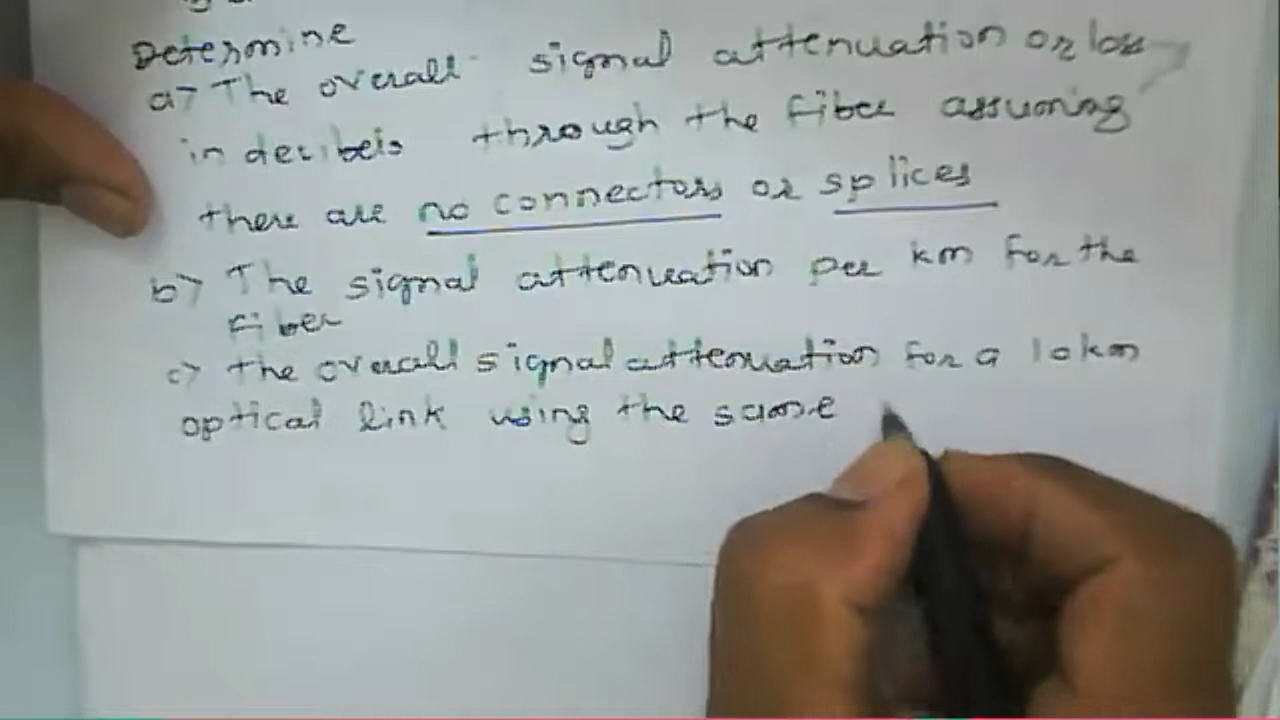 Determine
a> The overall signal attenuation or loss
in decibels through the fiber assuming
there are no connectors or splices
b> The signal attenuation per km for the
fiber
c> the overall signal attenuation for a 10km
optical link using the same